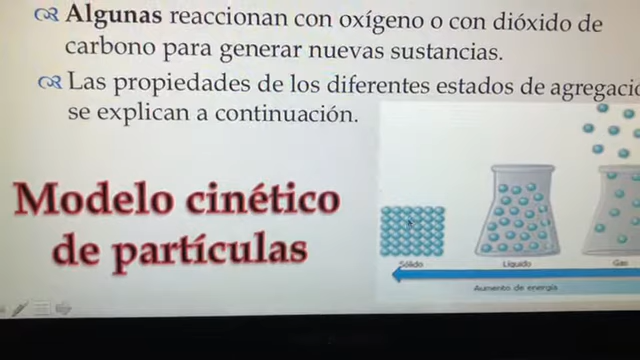 Algunas reaccionan con oxígeno o con dióxido de
carbono para generar nuevas sustancias.
Las propiedades de los diferentes estados de agregació
se explican a continuación.
Modelo cinético
de partículas
Sólido
Líquido
Gas
Aumento de energía